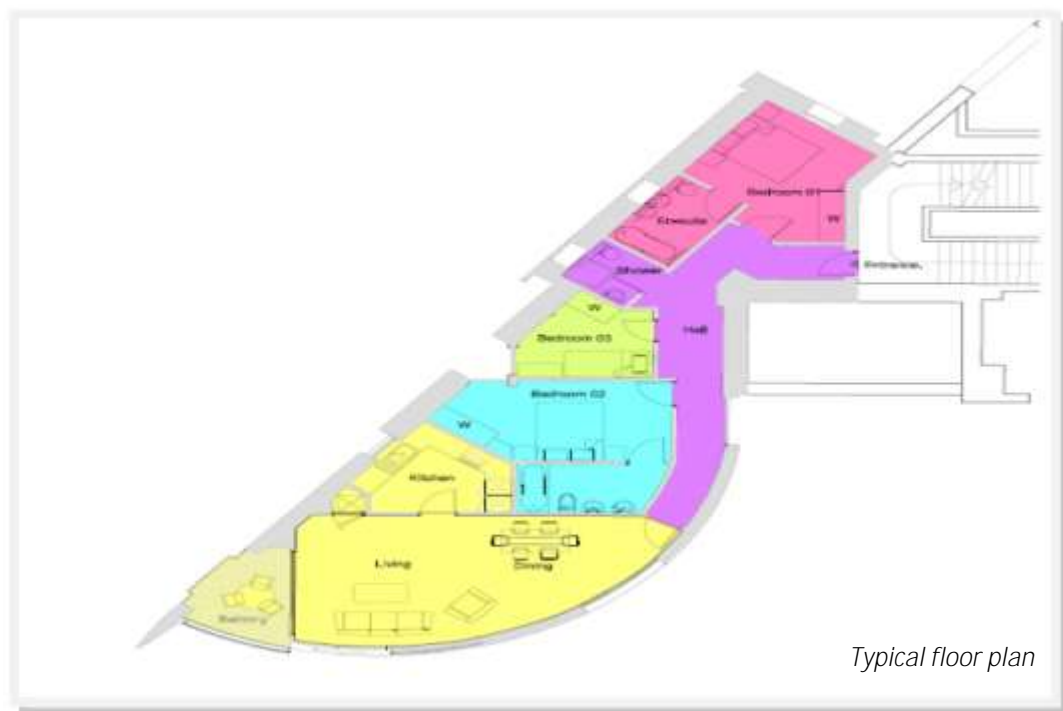 Bedroom 01
W
Ensuite
Shower
Entrance.
W
Hall
Bedroom 03
Bedroom 02
W
Kitchen
Living
Dining
Balcony
Typical floor plan